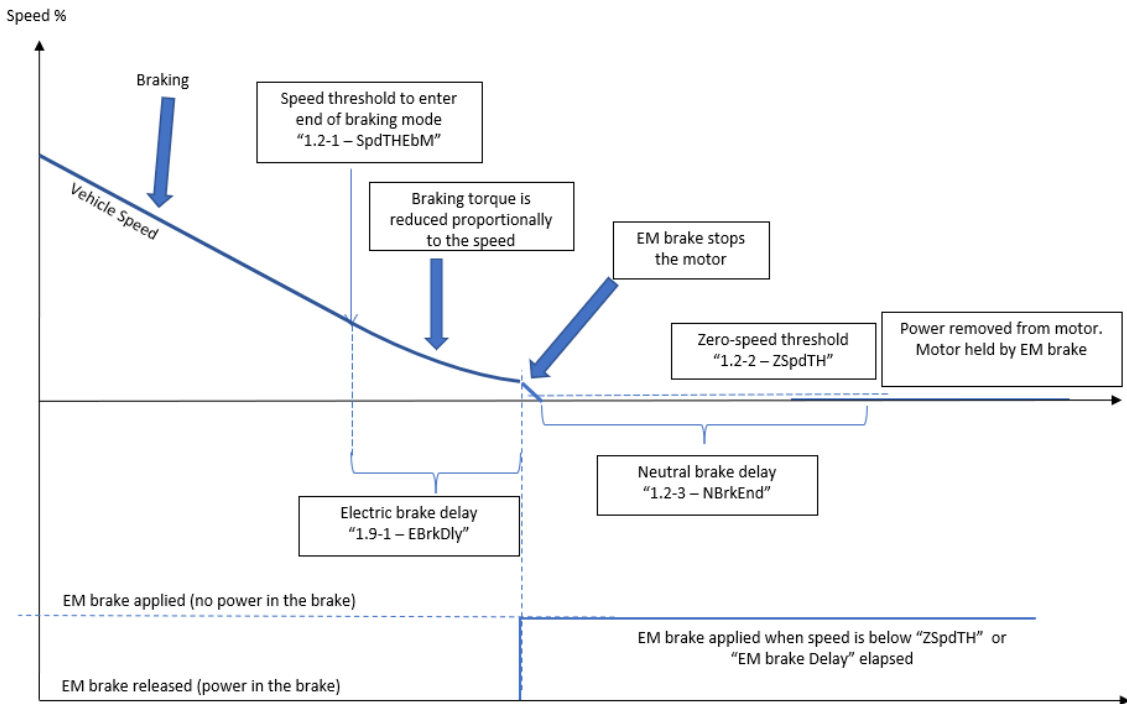 Speed %
Braking
Speed threshold to enter
end of braking mode
“1.2-1 – SpdTHEbM”
Vehicle Speed
Braking torque is
reduced proportionally
to the speed
EM brake stops
the motor
Zero-speed threshold
“1.2-2 – ZSpdTH”
Power removed from motor.
Motor held by EM brake
Neutral brake delay
“1.2-3 – NBrkEnd”
Electric brake delay
“1.9-1 – EBrkDly”
EM brake applied (no power in the brake)
EM brake applied when speed is below “ZSpdTH” or
“EM brake Delay” elapsed
EM brake released (power in the brake)